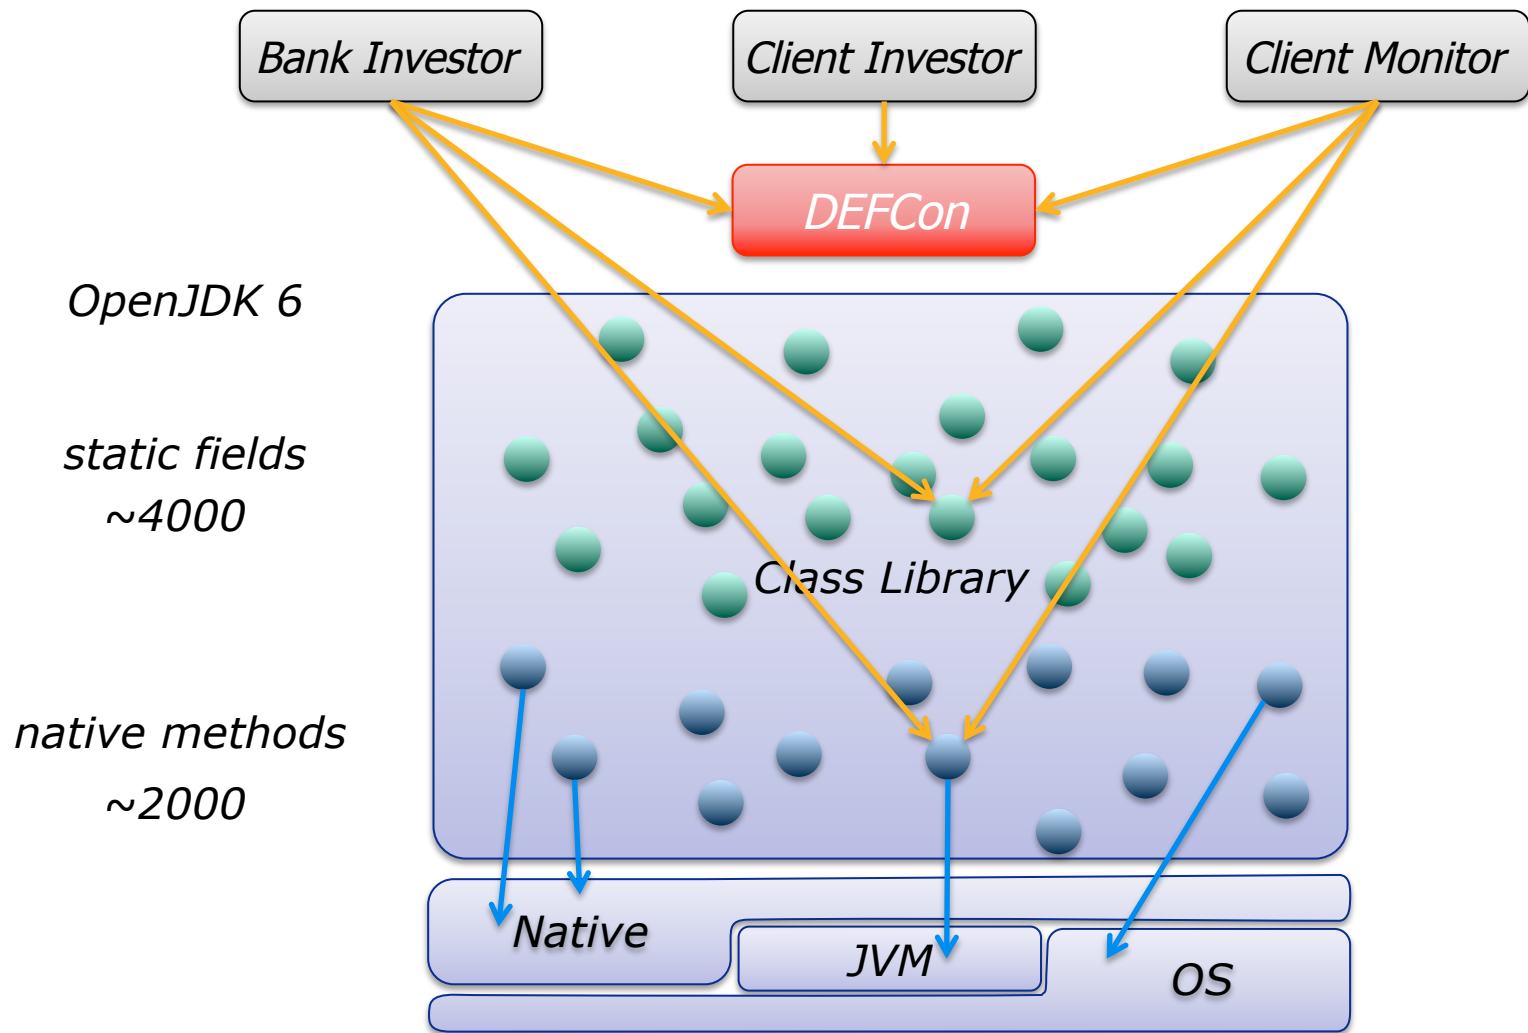 Bank Investor
Client Investor
Client Monitor
DEFCon
OpenJDK 6
static fields
~4000
Class Library
native methods
~2000
Native
JVM
OS